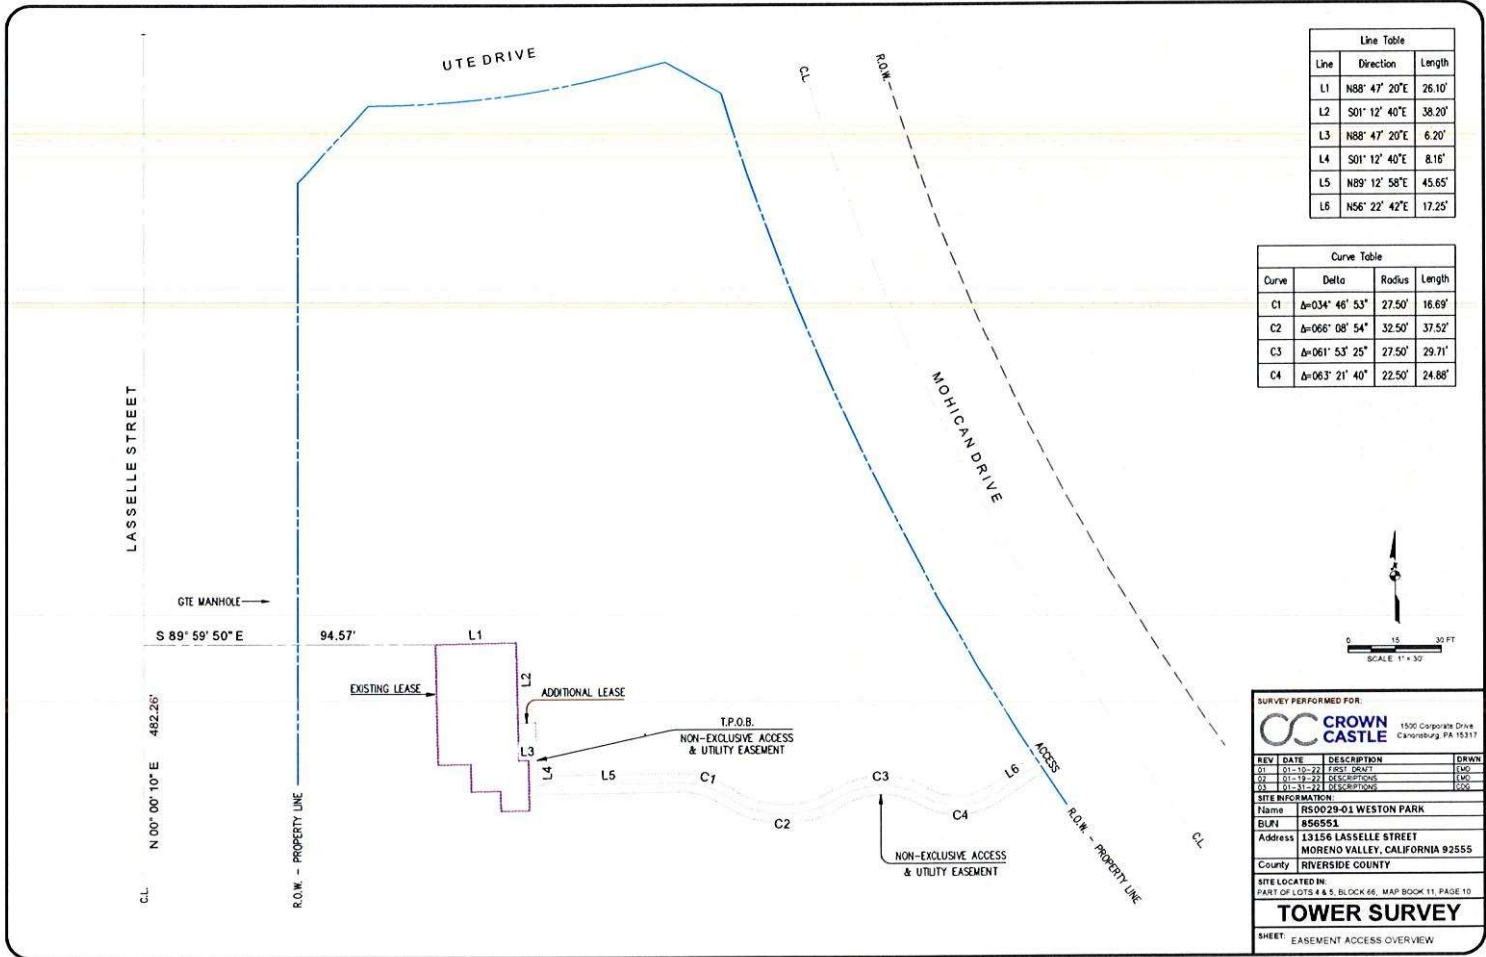 UTE DRIVE
C.L.
R.O.W.
LASSELLE STREET
MOHICAN DRIVE
GTE MANHOLE
S 89° 59' 50" E 94.57'
L1
L2
EXISTING LEASE
ADDITIONAL LEASE
T.P.O.B.
NON-EXCLUSIVE ACCESS
& UTILITY EASEMENT
L3
L4
L5
C1
C2
C3
C4
L6
ACCESS
NON-EXCLUSIVE ACCESS
& UTILITY EASEMENT
N 00° 00' 10" E 482.26'
C.L.
R.O.W. - PROPERTY LINE
R.O.W. - PROPERTY LINE
C.L.
Line Table
Line Direction Length
L1 N88° 47' 20"E 26.10'
L2 S01° 12' 40"E 38.20'
L3 N88° 47' 20"E 6.20'
L4 S01° 12' 40"E 8.16'
L5 N89° 12' 58"E 45.65'
L6 N56° 22' 42"E 17.25'
Curve Table
Curve Delta Radius Length
C1 Δ=034° 46' 53" 27.50' 16.69'
C2 Δ=066° 08' 54" 32.50' 37.52'
C3 Δ=061° 53' 25" 27.50' 29.71'
C4 Δ=063° 21' 40" 22.50' 24.88'
0 15 30 FT
SCALE: 1" = 30'
SURVEY PERFORMED FOR:
CROWN
CASTLE
1500 Corporate Drive
Canonsburg, PA 15317
REV DATE DESCRIPTION DRWN
01 01-10-22 FIRST DRAFT EMD
02 01-19-22 DESCRIPTIONS EMD
03 01-31-22 DESCRIPTIONS CDG
SITE INFORMATION:
Name RS0029-01 WESTON PARK
BUN 856551
Address 13156 LASSELLE STREET
MORENO VALLEY, CALIFORNIA 92555
County RIVERSIDE COUNTY
SITE LOCATED IN:
PART OF LOTS 4 & 5, BLOCK 66, MAP BOOK 11, PAGE 10
TOWER SURVEY
SHEET: EASEMENT ACCESS OVERVIEW